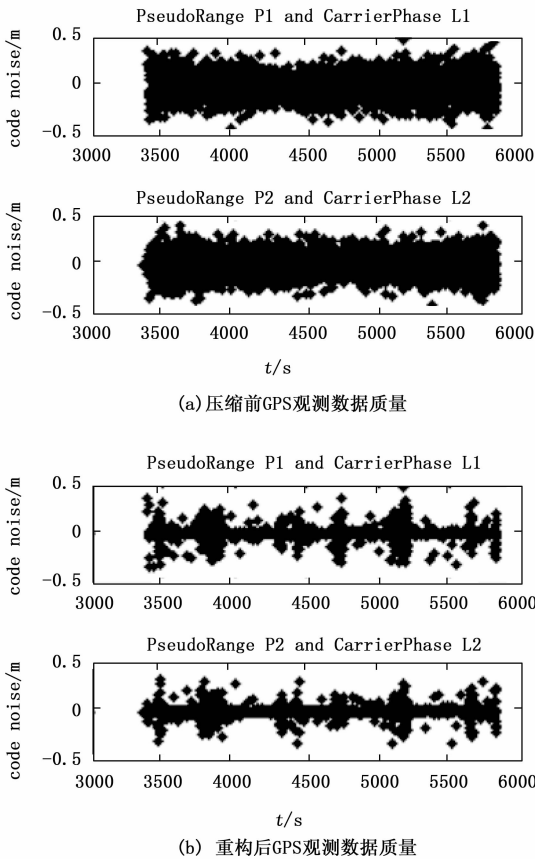 PseudoRange P1 and CarrierPhase L1
code noise/m
0.5
0
-0.5
3000 3500 4000 4500 5000 5500 6000
PseudoRange P2 and CarrierPhase L2
code noise/m
0.5
0
-0.5
3000 3500 4000 4500 5000 5500 6000
t/s
(a)压缩前GPS观测数据质量
PseudoRange P1 and CarrierPhase L1
code noise/m
0.5
0
-0.5
3000 3500 4000 4500 5000 5500 6000
PseudoRange P2 and CarrierPhase L2
code noise/m
0.5
0
-0.5
3000 3500 4000 4500 5000 5500 6000
t/s
(b) 重构后GPS观测数据质量